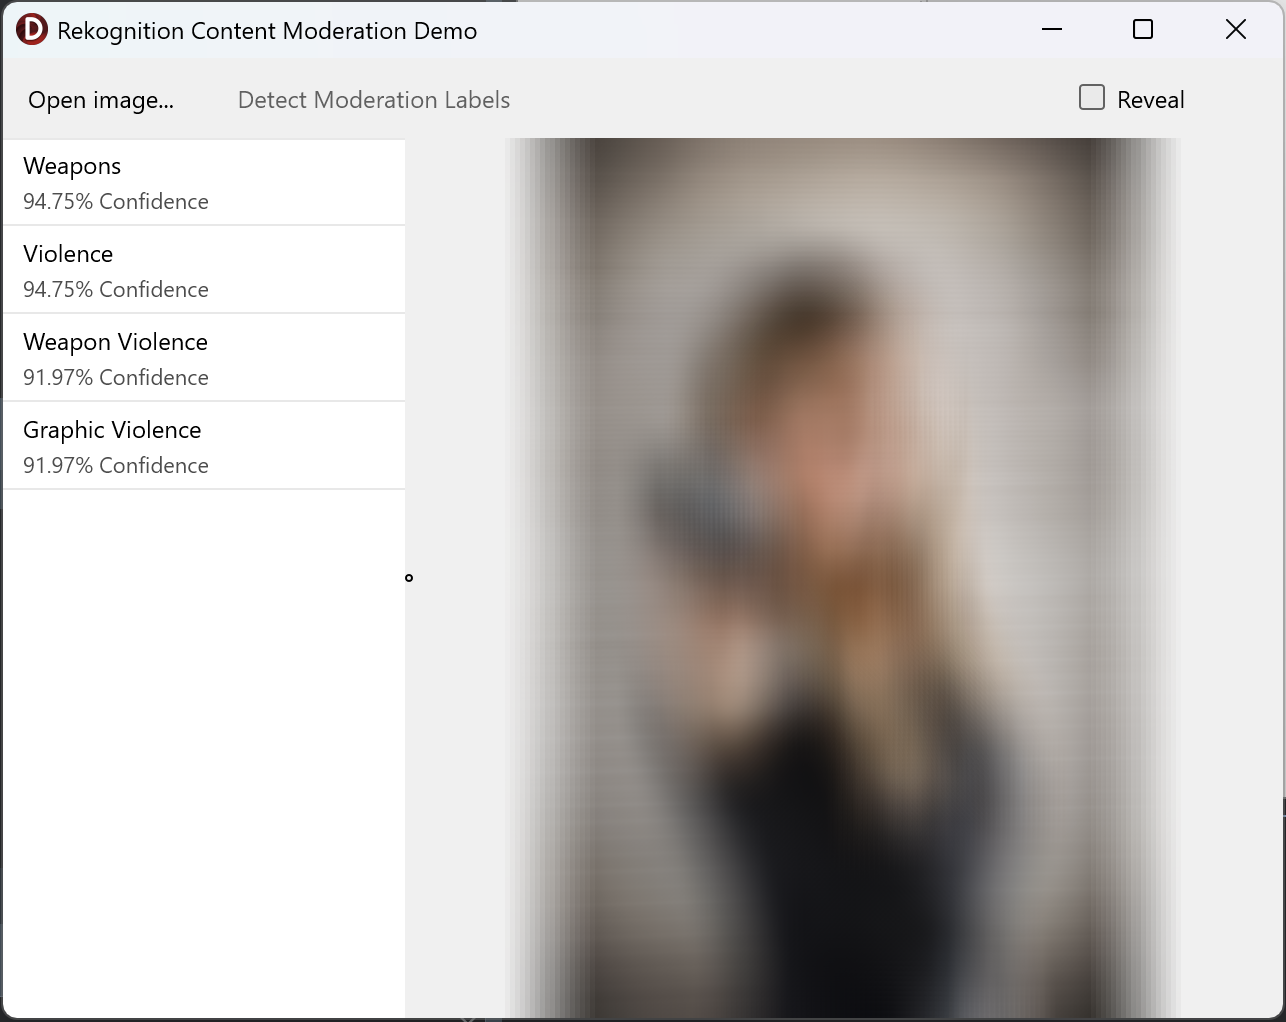 Rekognition Content Moderation Demo
Open image... Detect Moderation Labels Reveal
Weapons
94.75% Confidence
Violence
94.75% Confidence
Weapon Violence
91.97% Confidence
Graphic Violence
91.97% Confidence